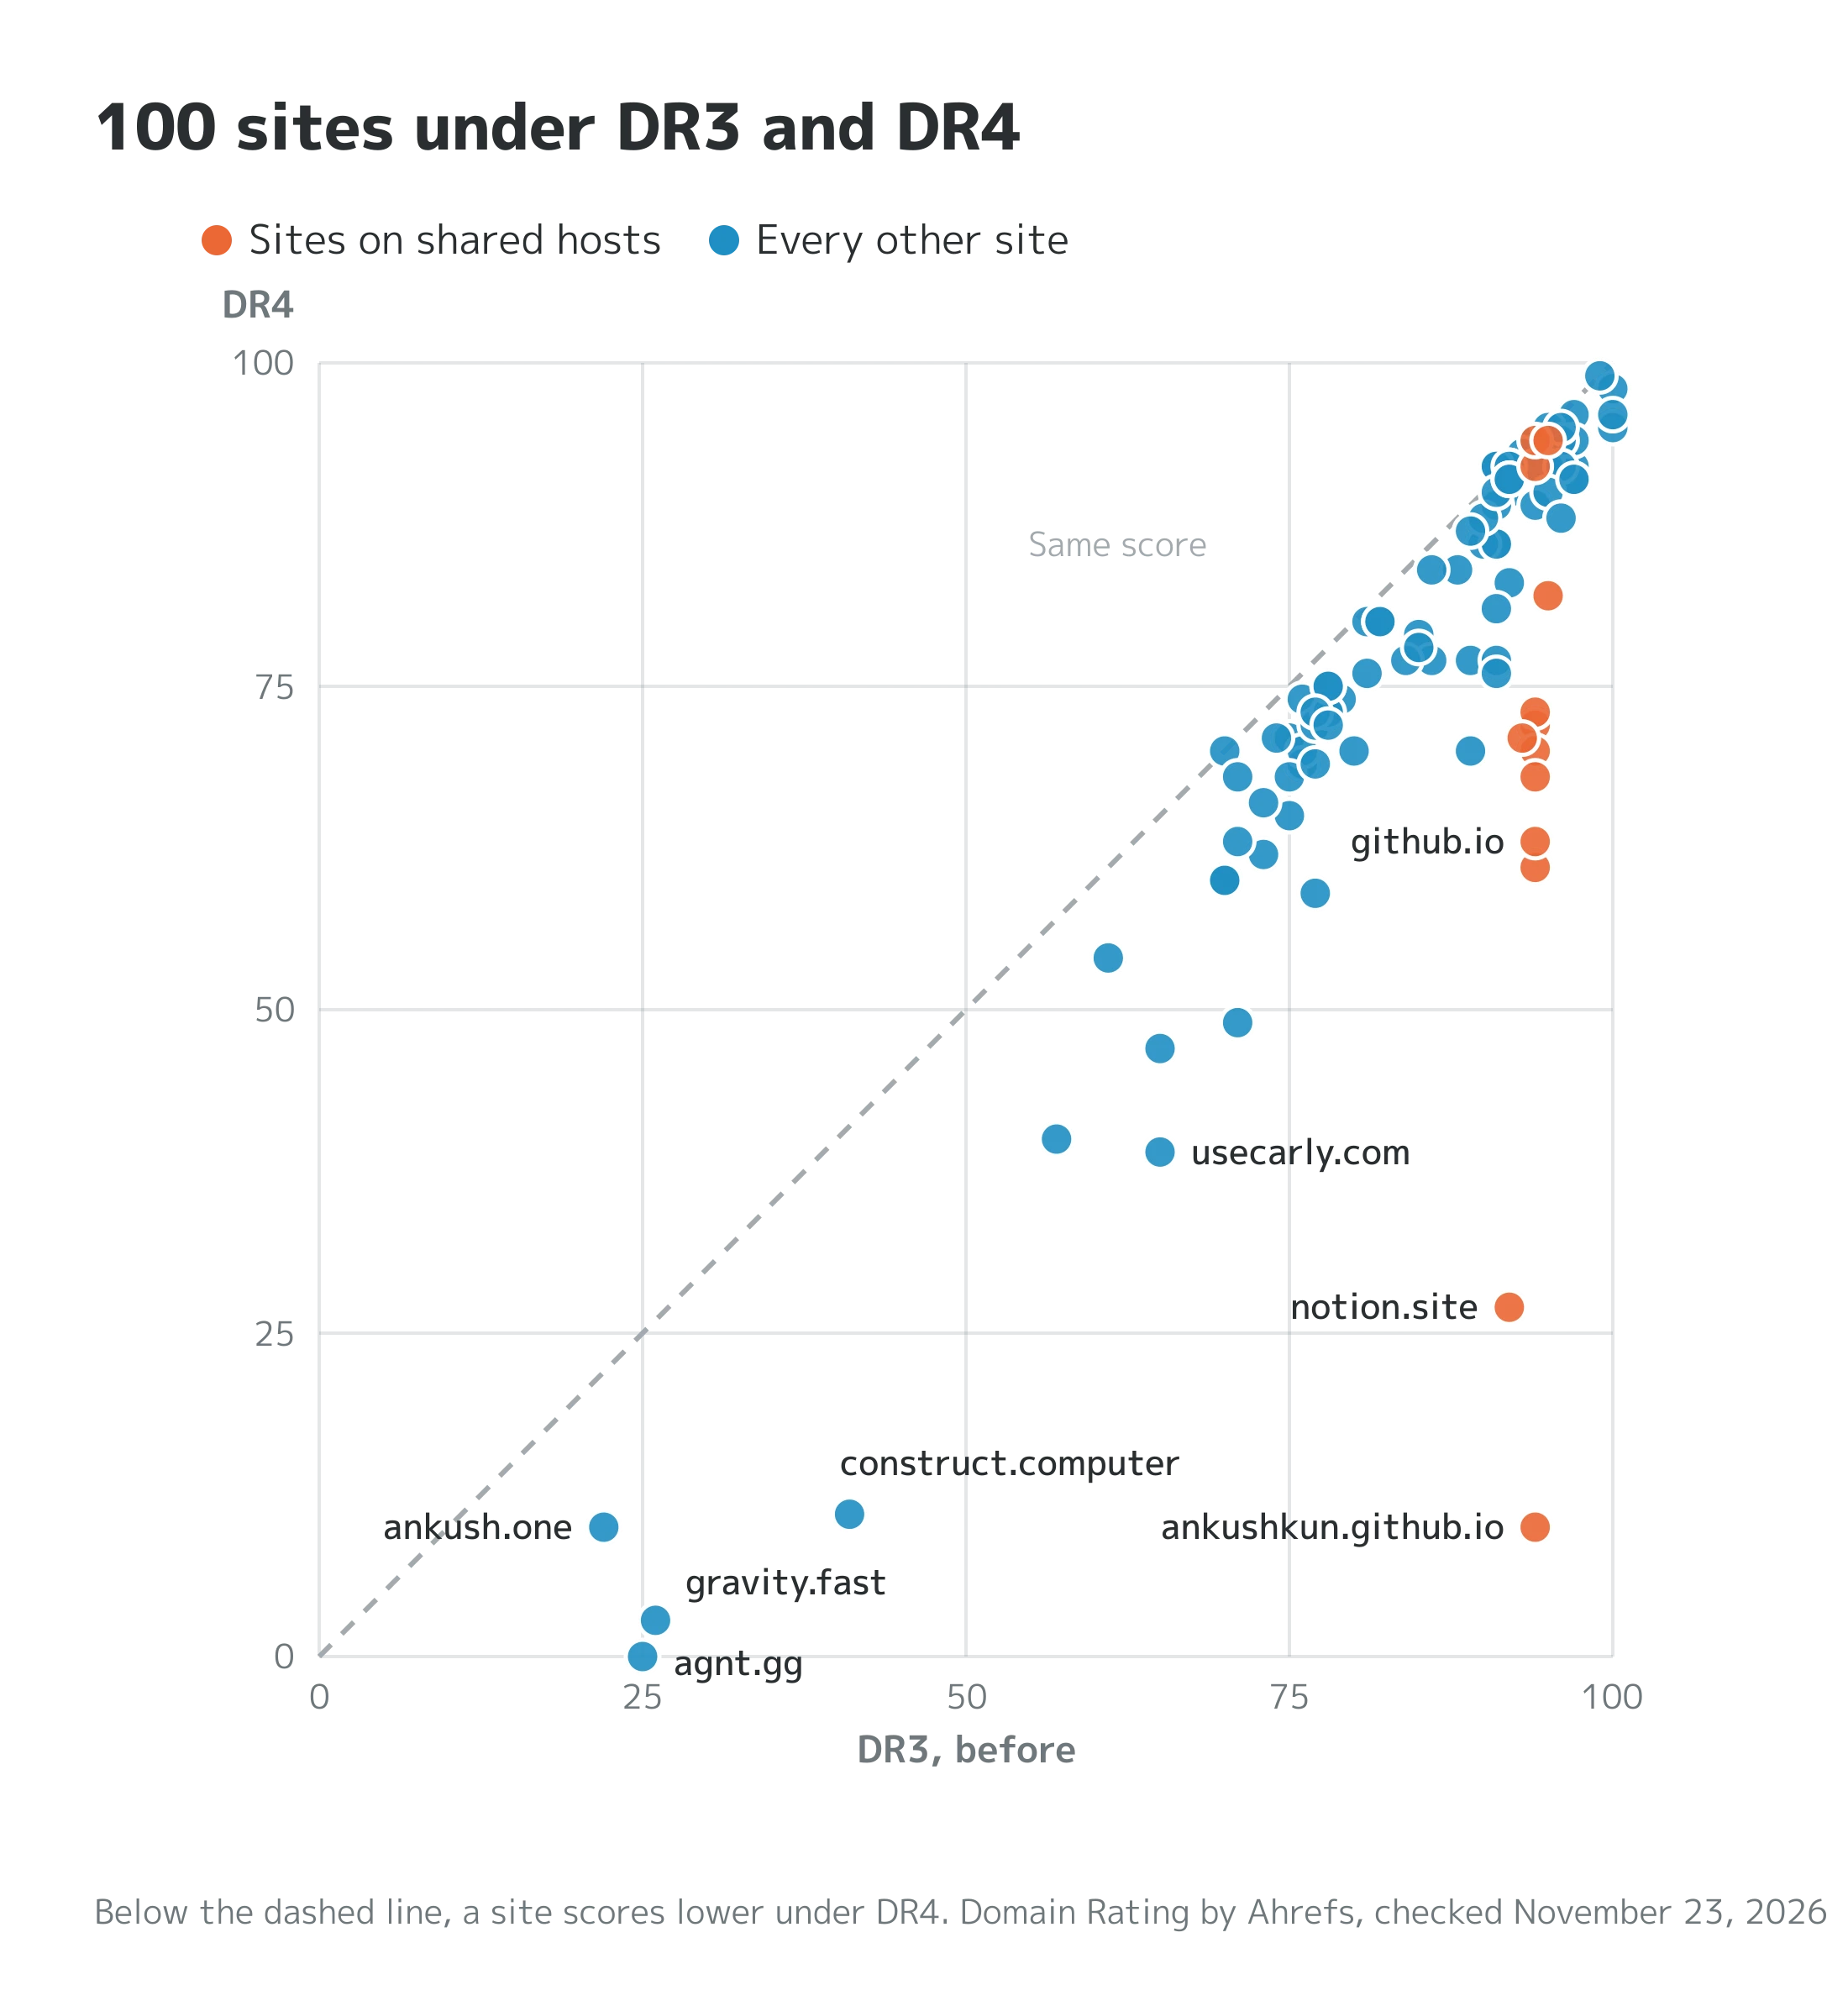 100 sites under DR3 and DR4
Sites on shared hosts
Every other site
DR4
100
Same score
75
github.io
50
usecarly.com
notion.site
25
construct.computer
ankush.one
ankushkun.github.io
gravity.fast
0
agnt.gg
0 25 50 75 100
DR3, before
Below the dashed line, a site scores lower under DR4. Domain Rating by Ahrefs, checked November 23, 2026